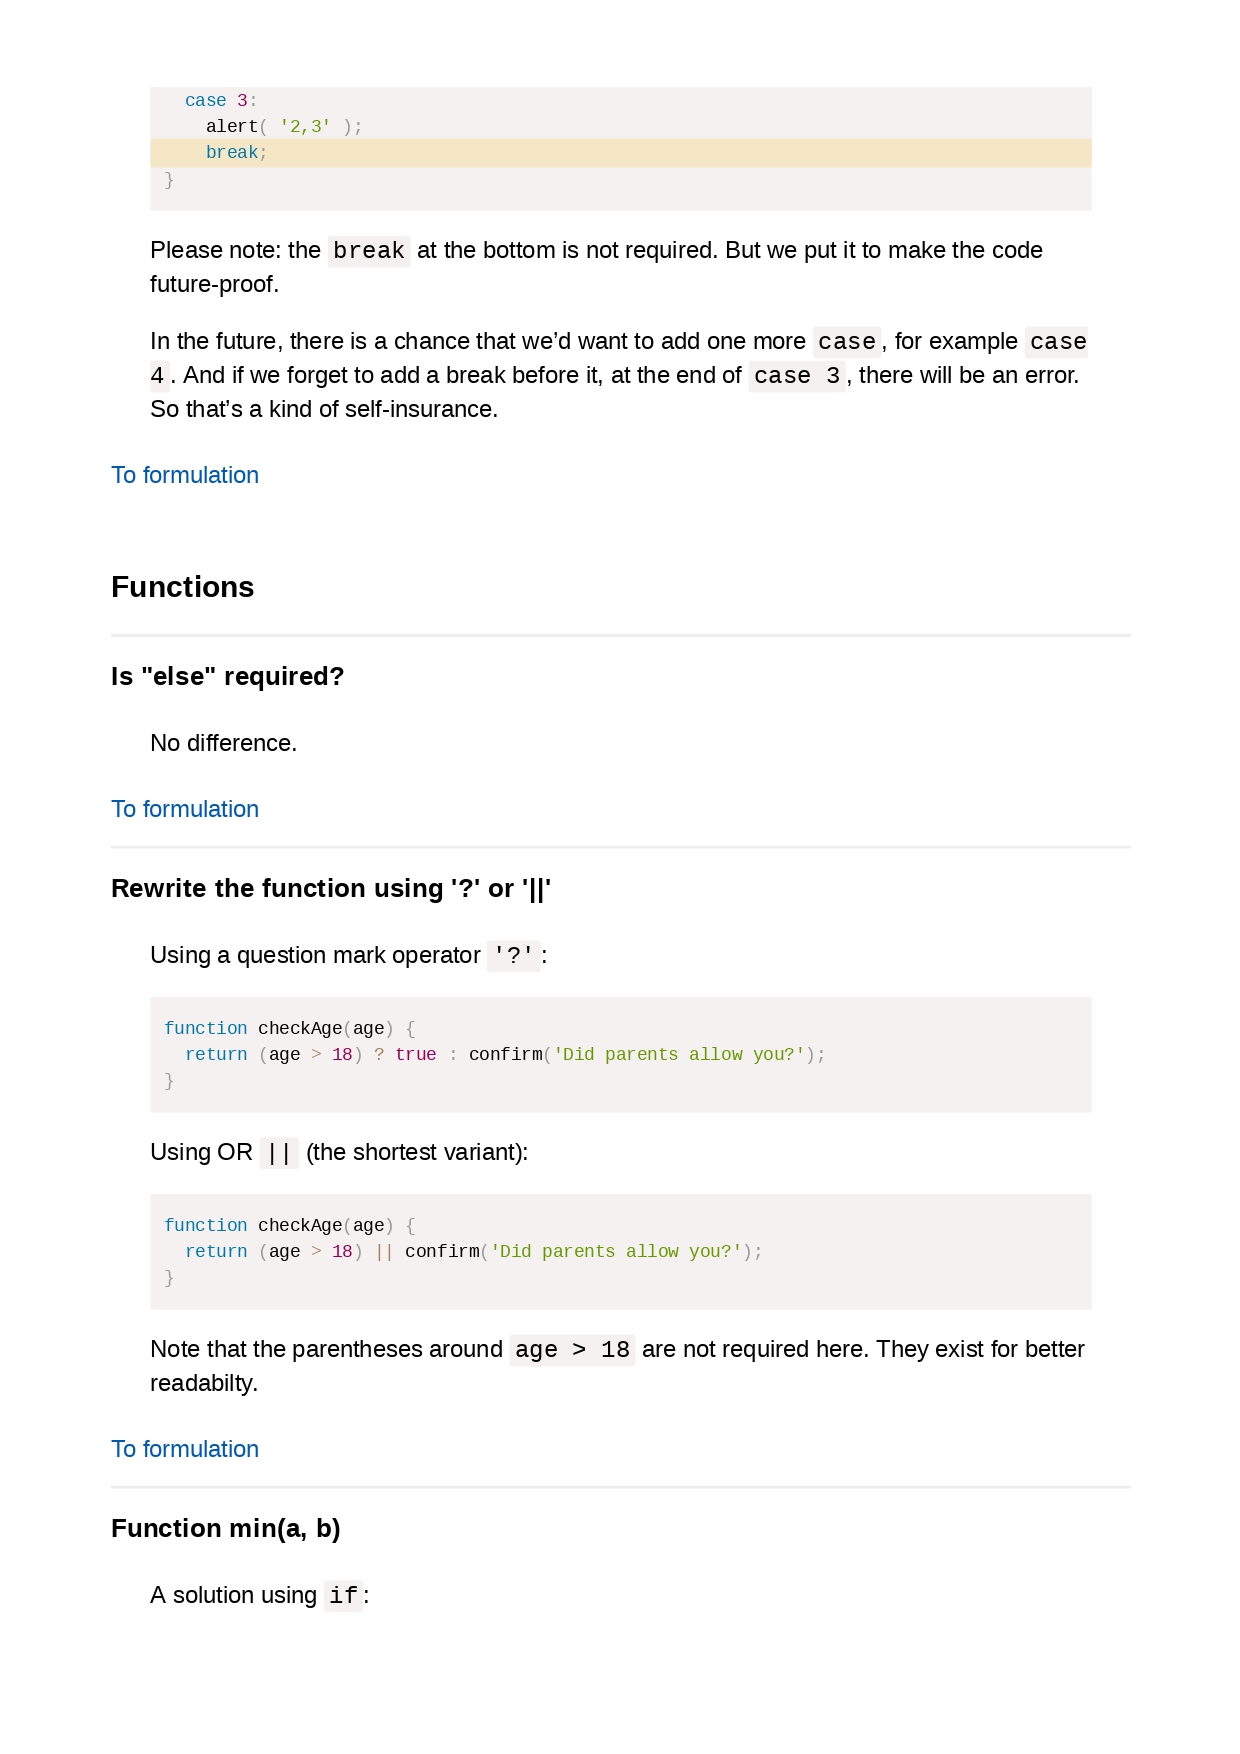 case 3:
alert( '2,3' );
break;
}
Please note: the break at the bottom is not required. But we put it to make the code
future-proof.
In the future, there is a chance that we’d want to add one more case, for example case
4. And if we forget to add a break before it, at the end of case 3, there will be an error.
So that’s a kind of self-insurance.
To formulation
Functions
Is "else" required?
No difference.
To formulation
Rewrite the function using '?' or '||'
Using a question mark operator '?':
function checkAge(age) {
return (age > 18) ? true : confirm('Did parents allow you?');
}
Using OR || (the shortest variant):
function checkAge(age) {
return (age > 18) || confirm('Did parents allow you?');
}
Note that the parentheses around age > 18 are not required here. They exist for better
readabilty.
To formulation
Function min(a, b)
A solution using if: